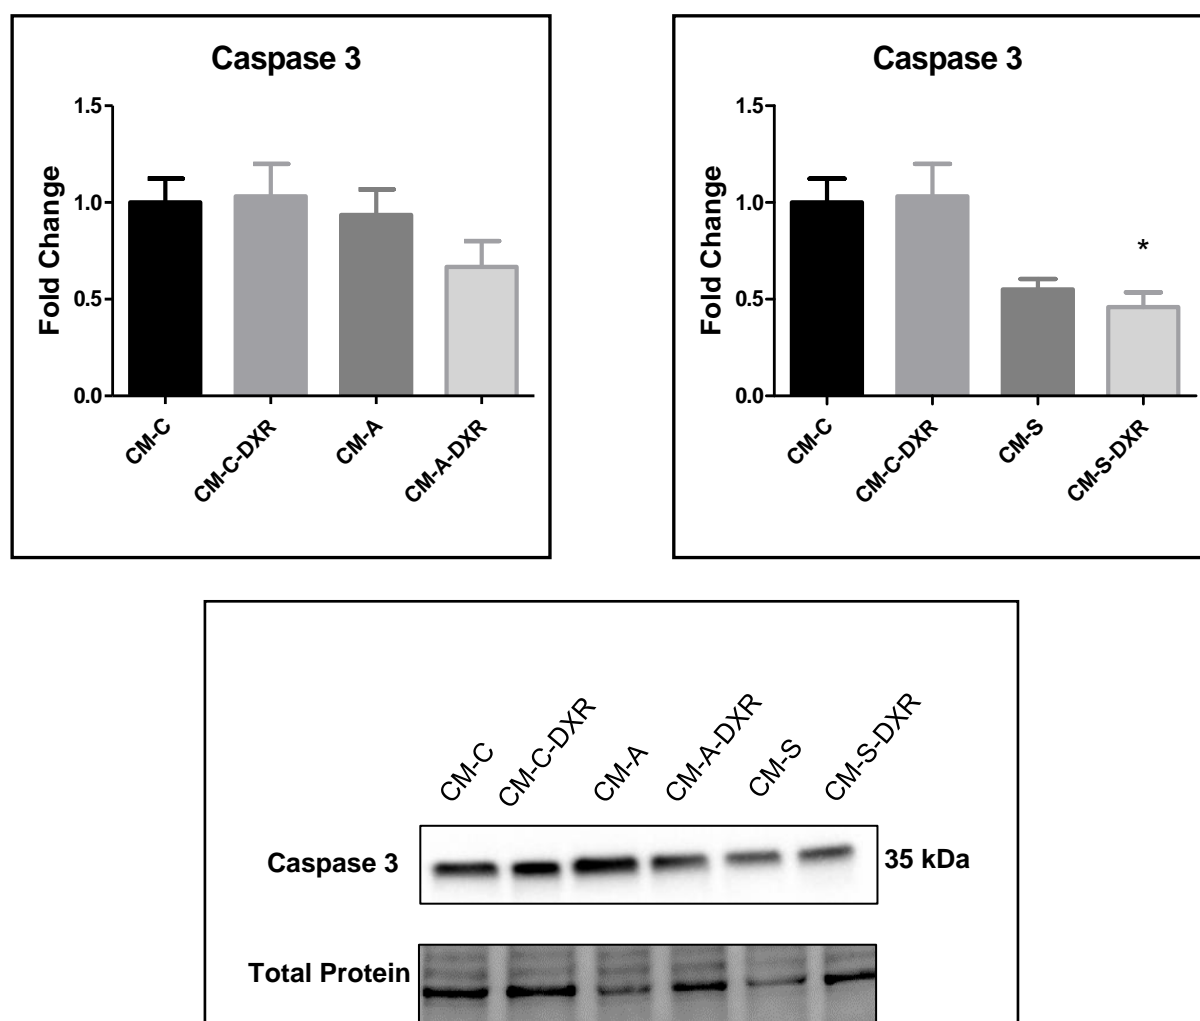 Caspase 3
1.5
1.0
0.5
0.0
Fold Change
CM-C
CM-C-DXR
CM-A
CM-A-DXR
Caspase 3
1.5
1.0
0.5
0.0
Fold Change
*
CM-C
CM-C-DXR
CM-S
CM-S-DXR
CM-C
CM-C-DXR
CM-A
CM-A-DXR
CM-S
CM-S-DXR
Caspase 3
35 kDa
Total Protein